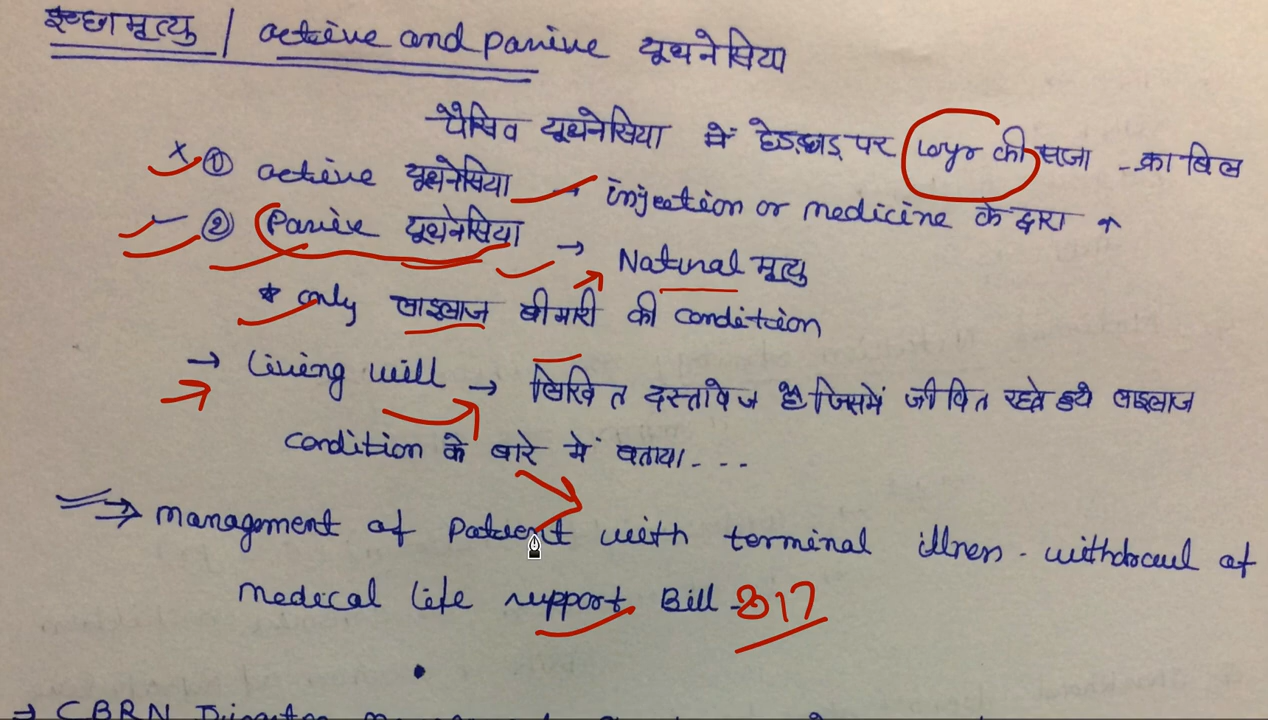 इच्छामृत्यु / active and passive यूथनेसिया
पैसिव यूथनेसिया में छेड़छाड़ पर 10yr की सजा - का बिल
① active यूथनेसिया → injection or medicine के द्वारा
② Passive यूथनेसिया → Natural मृत्यु
* only लाइलाज बीमारी की condition
→ living will → लिखित दस्तावेज है जिसमें जीवित रहते हुये लाइलाज
condition के बारे में बताया....
⇒ management of patient with terminal illness - withdraul of
medical life support Bill - 2017
→ CBRN